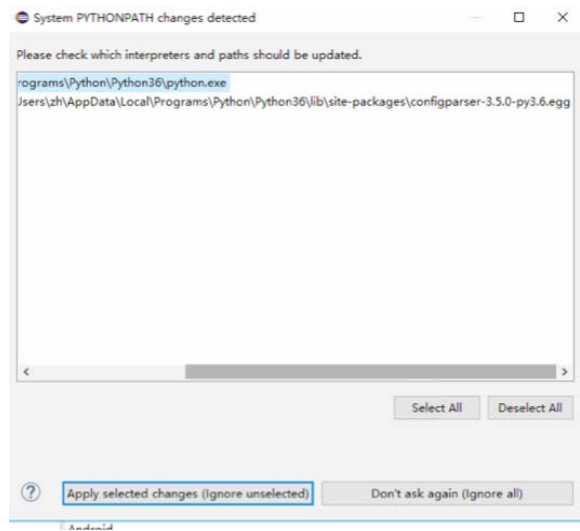 System PYTHONPATH changes detected
Please check which interpreters and paths should be updated.
rograms\Python\Python36\python.exe
Jsers\zh\AppData\Local\Programs\Python\Python36\lib\site-packages\configparser-3.5.0-py3.6.egg
Select All Deselect All
Apply selected changes (Ignore unselected) Don't ask again (Ignore all)
Android